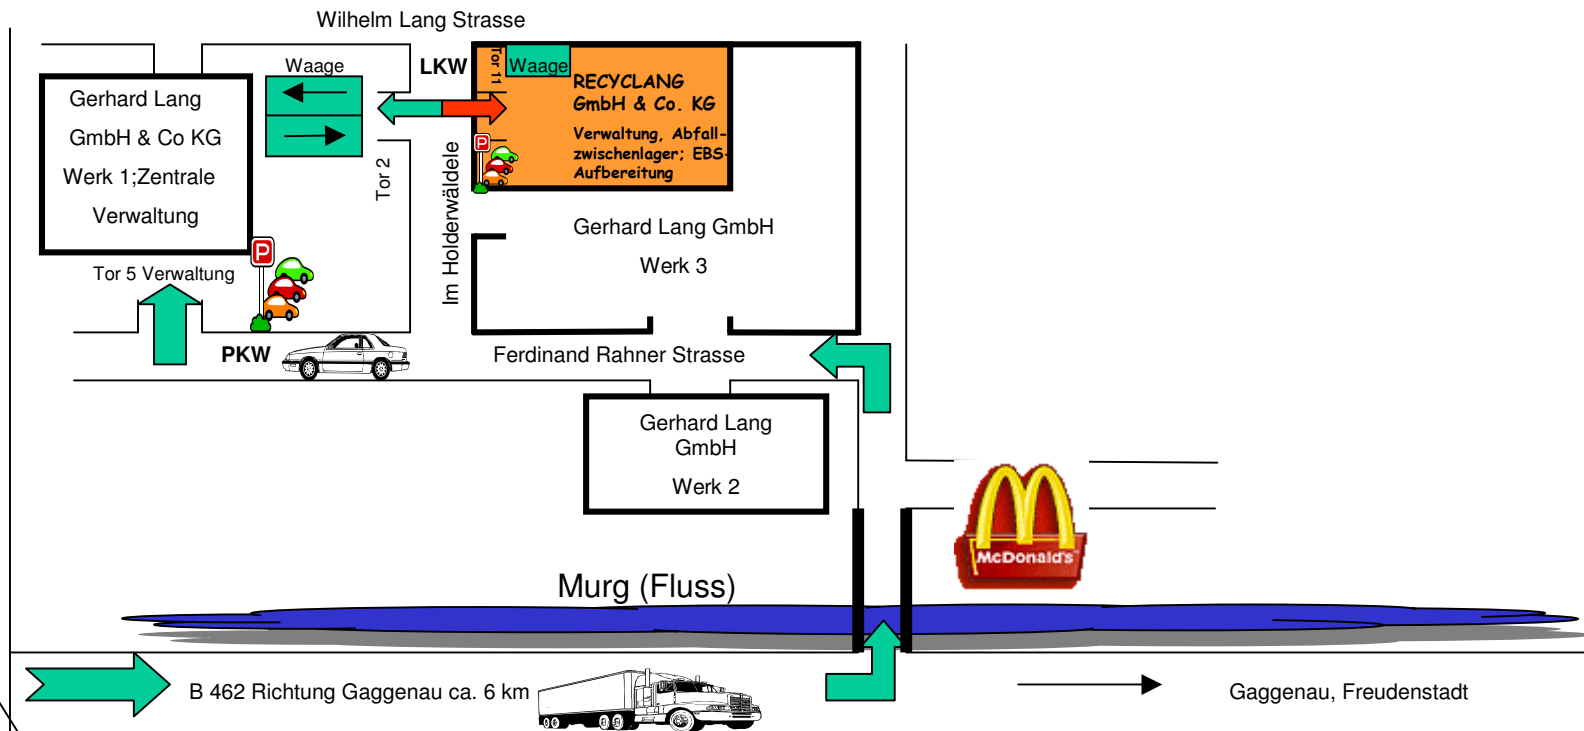 Wilhelm Lang Strasse
Waage
LKW
Tor 11
Waage
RECYCLANG
GmbH & Co. KG
Verwaltung, Abfall-
zwischenlager; EBS-
Aufbereitung
Gerhard Lang
GmbH & Co KG
Werk 1;Zentrale
Verwaltung
Tor 2
Im Holderwäldele
P
P
Tor 5 Verwaltung
Gerhard Lang GmbH
Werk 3
PKW
Ferdinand Rahner Strasse
Gerhard Lang
GmbH
Werk 2
McDonald's
Murg (Fluss)
B 462 Richtung Gaggenau ca. 6 km
Gaggenau, Freudenstadt